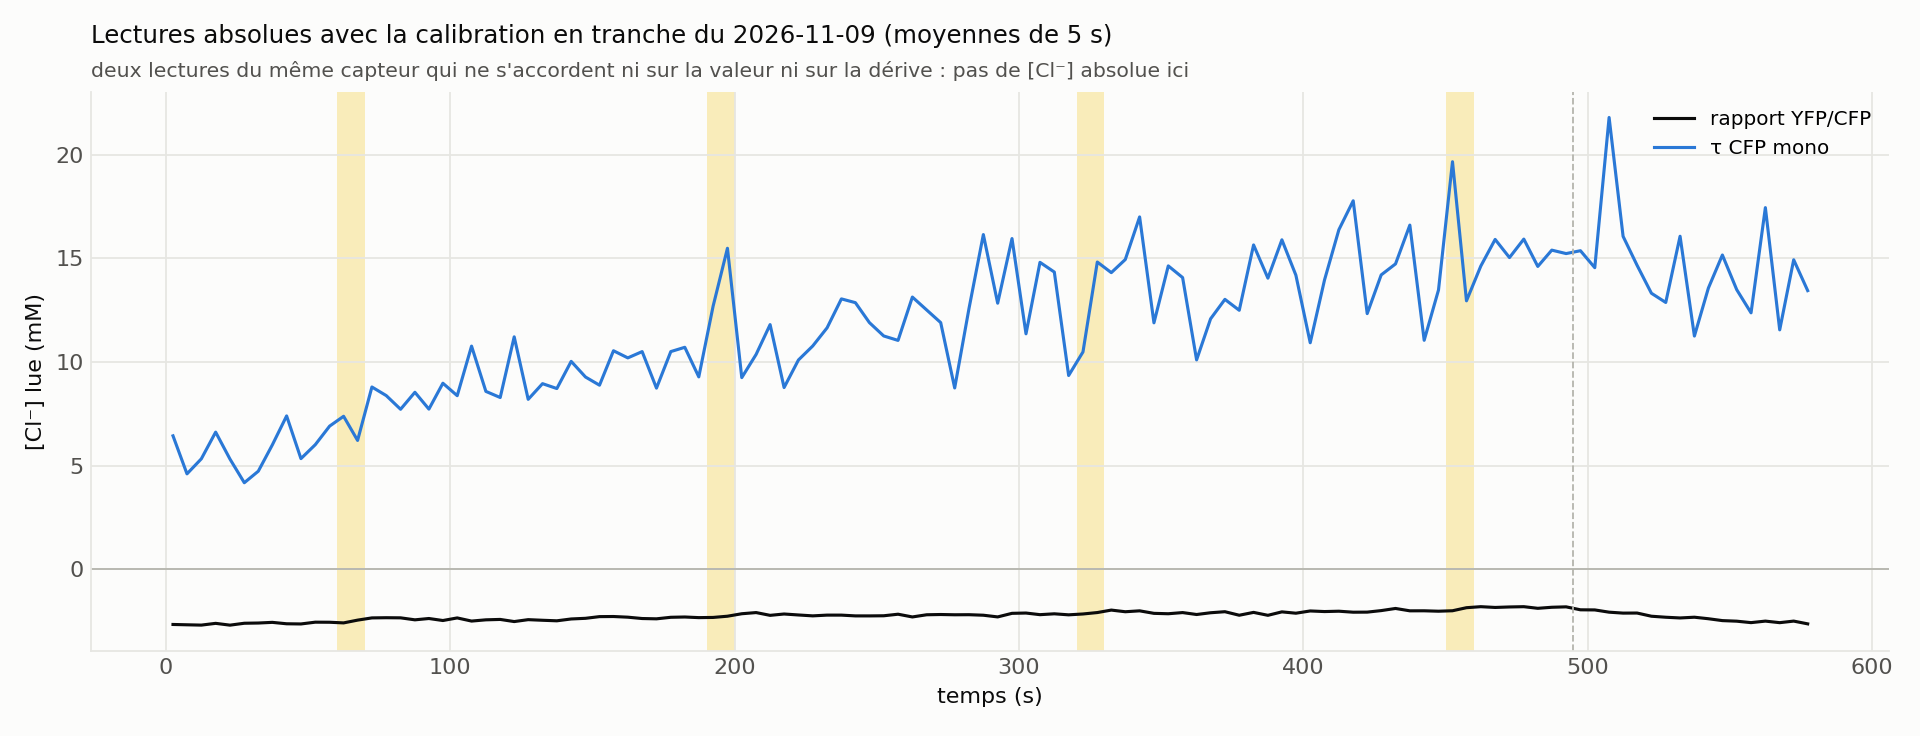 Lectures absolues avec la calibration en tranche du 2026-11-09 (moyennes de 5 s)
deux lectures du même capteur qui ne s'accordent ni sur la valeur ni sur la dérive : pas de [Cl⁻] absolue ici
rapport YFP/CFP
τ CFP mono
[Cl⁻] lue (mM)
20
15
10
5
0
0 100 200 300 400 500 600
temps (s)